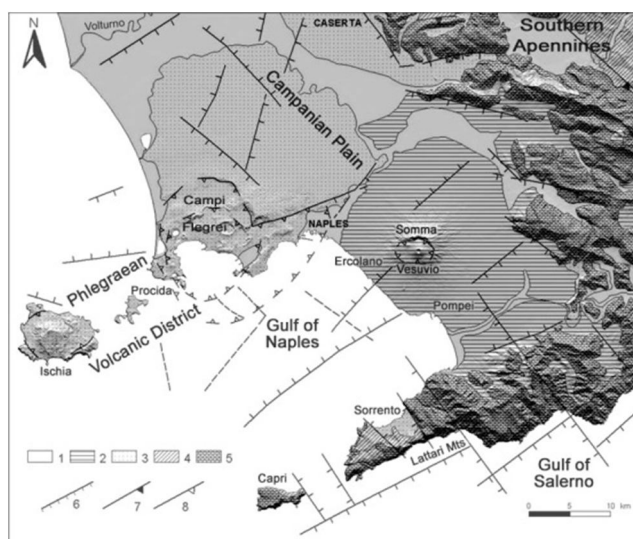 Volturno
CASERTA
Southern
Apennines
Campanian Plain
Campi
Flegrei
NAPLES
Somma
Vesuvio
Ercolano
Pompei
Phlegraean
Volcanic District
Procida
Ischia
Gulf of
Naples
Sorrento
Lattari Mts
Capri
Gulf of
Salerno
1 2 3 4 5
6 7 8
0 5 10 km